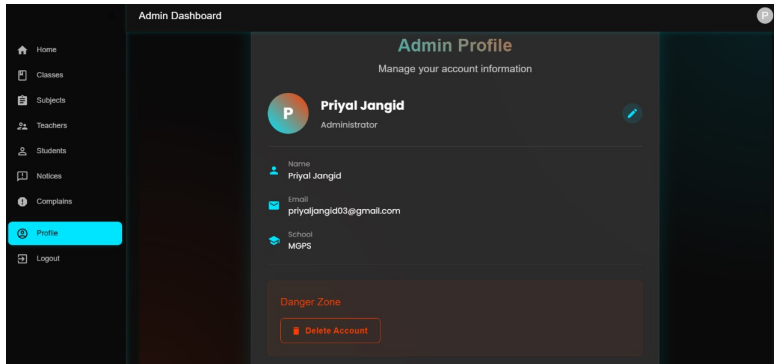 Admin Dashboard
P
Home
Classes
Subjects
Teachers
Students
Notices
Complains
Profile
Logout
Admin Profile
Manage your account information
P
Priyal Jangid
Administrator
Name
Priyal Jangid
Email
priyaljangid03@gmail.com
School
MGPS
Danger Zone
Delete Account